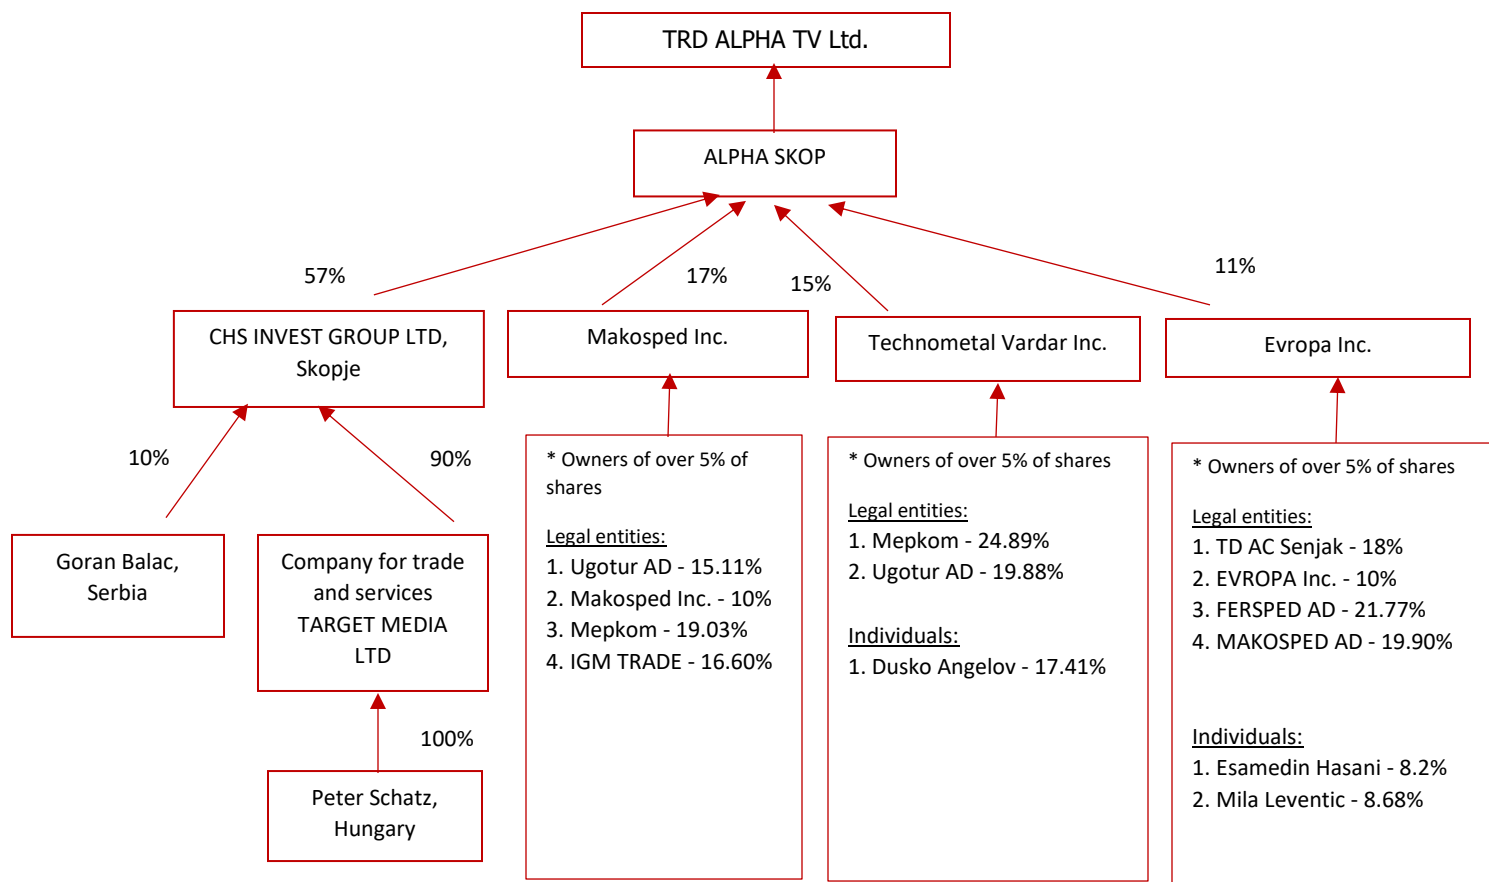 TRD ALPHA TV Ltd.
ALPHA SKOP
57%
17%
15%
11%
CHS INVEST GROUP LTD,
Skopje
Makosped Inc.
Technometal Vardar Inc.
Evropa Inc.
10%
90%
Goran Balac,
Serbia
Company for trade
and services
TARGET MEDIA
LTD
100%
Peter Schatz,
Hungary
* Owners of over 5% of
shares
Legal entities:
1. Ugotur AD - 15.11%
2. Makosped Inc. - 10%
3. Mepkom - 19.03%
4. IGM TRADE - 16.60%
* Owners of over 5% of shares
Legal entities:
1. Mepkom - 24.89%
2. Ugotur AD - 19.88%
Individuals:
1. Dusko Angelov - 17.41%
* Owners of over 5% of shares
Legal entities:
1. TD AC Senjak - 18%
2. EVROPA Inc. - 10%
3. FERSPED AD - 21.77%
4. MAKOSPED AD - 19.90%
Individuals:
1. Esamedin Hasani - 8.2%
2. Mila Leventic - 8.68%